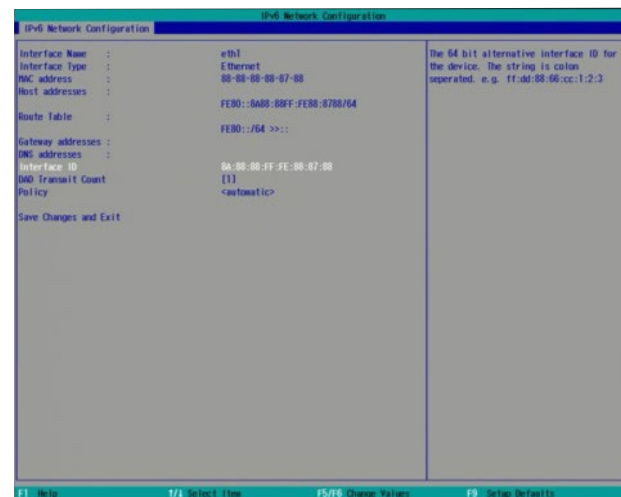 IPv6 Network Configuration
IPv6 Network Configuration
Interface Name : eth1
Interface Type : Ethernet
MAC address : 88-88-88-88-87-88
Host addresses :
FE80::8A88:88FF:FE88:8788/64
Route Table :
FE80::/64 >>::
Gateway addresses :
DNS addresses :
Interface ID 8A:88:88:FF:FE:88:87:88
DAD Transmit Count [1]
Policy <automatic>
Save Changes and Exit
The 64 bit alternative interface ID for
the device. The string is colon
seperated. e.g. ff:dd:88:66:cc:1:2:3
F1 Help ↑/↓ Select Item F5/F6 Change Values F9 Setup Defaults